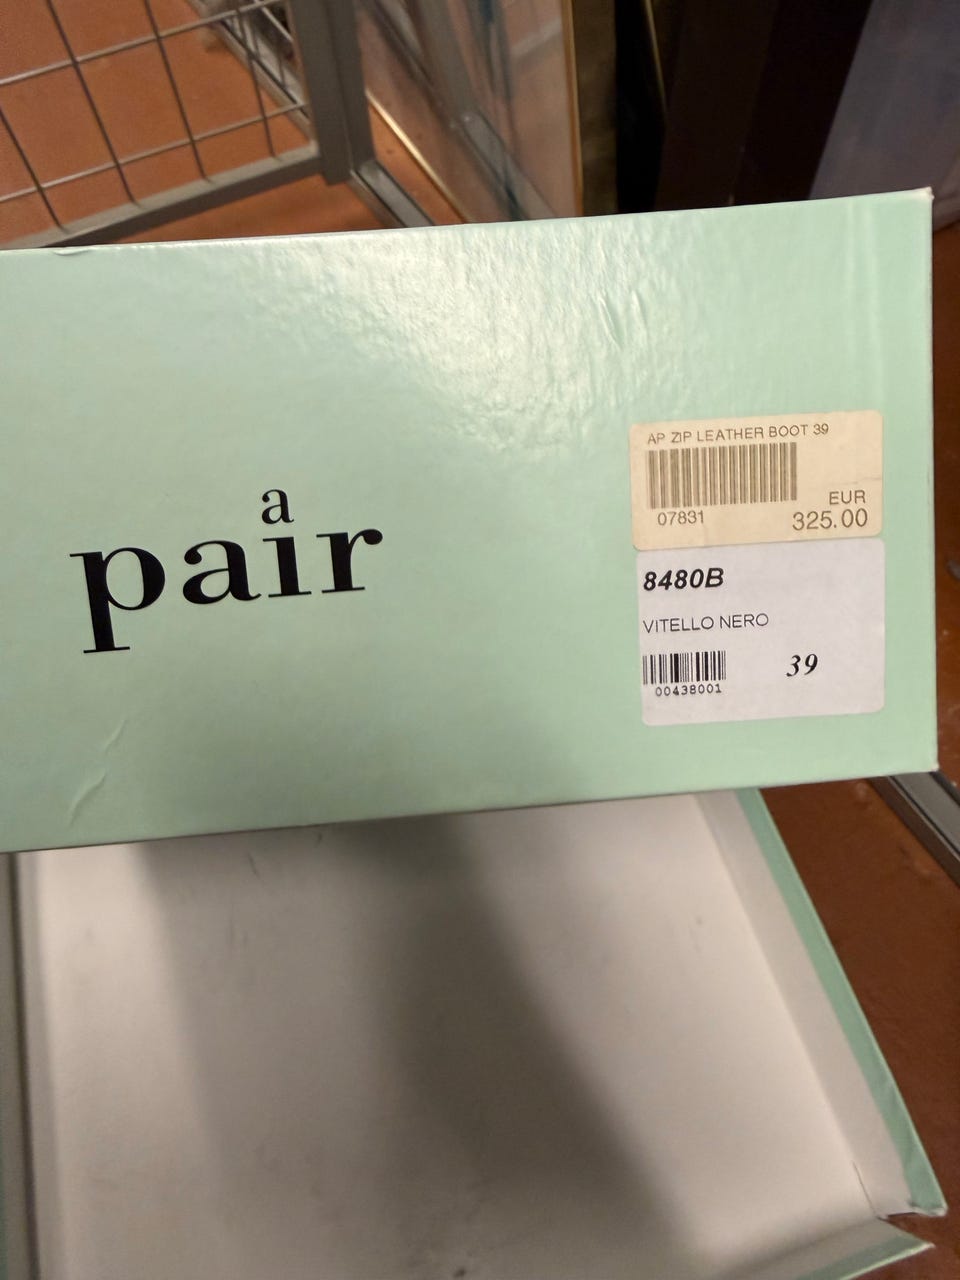 a
pair
AP ZIP LEATHER BOOT 39
07831
EUR
325.00
8480B
VITELLO NERO
00438001
39